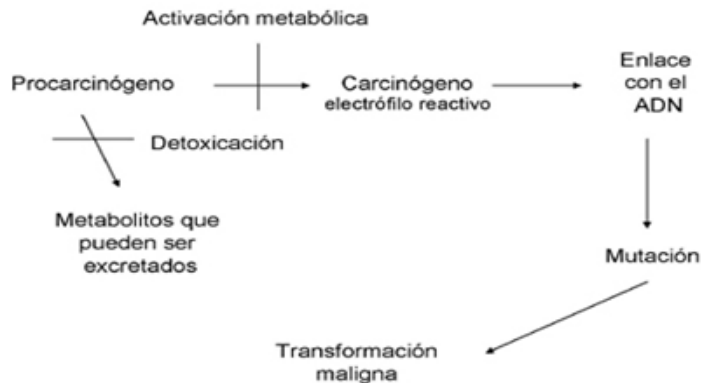 Activación metabólica
Procarcinógeno
Carcinógeno
electrófilo reactivo
Enlace
con el
ADN
Detoxicación
Metabolitos que
pueden ser
excretados
Mutación
Transformación
maligna